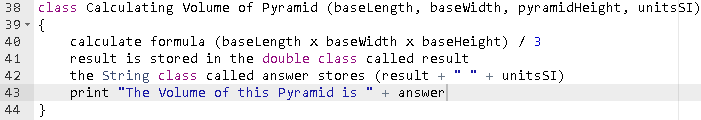 38 class Calculating Volume of Pyramid (baseLength, baseWidth, pyramidHeight, unitsSI)
39 {
40 calculate formula (baseLength x baseWidth x baseHeight) / 3
41 result is stored in the double class called result
42 the String class called answer stores (result + " " + unitsSI)
43 print "The Volume of this Pyramid is " + answer
44 }